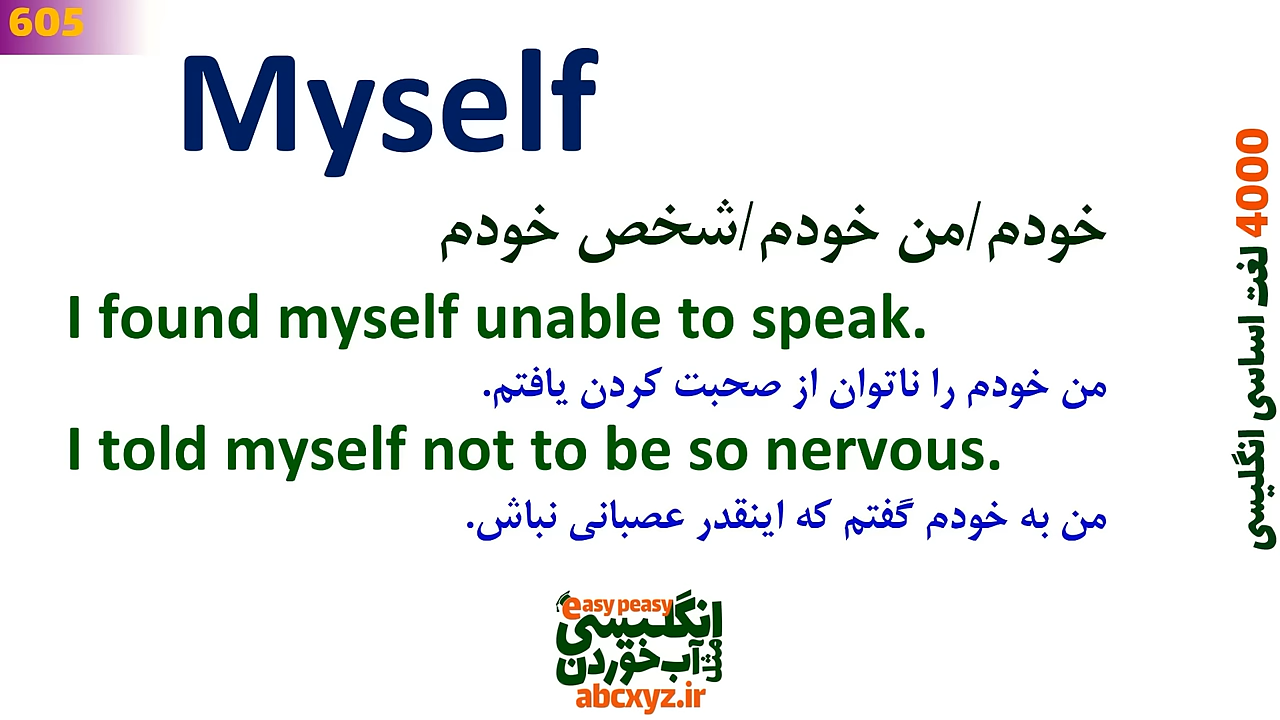 605
Myself
خودم/من خودم/شخص خودم
I found myself unable to speak.
من خودم را ناتوان از صحبت کردن یافتم.
I told myself not to be so nervous.
من به خودم گفتم که اینقدر عصبانی نباش.
4000 لغت اساسی انگلیسی
easy peasy
انگلیسی
مثل آب خوردن
abcxyz.ir